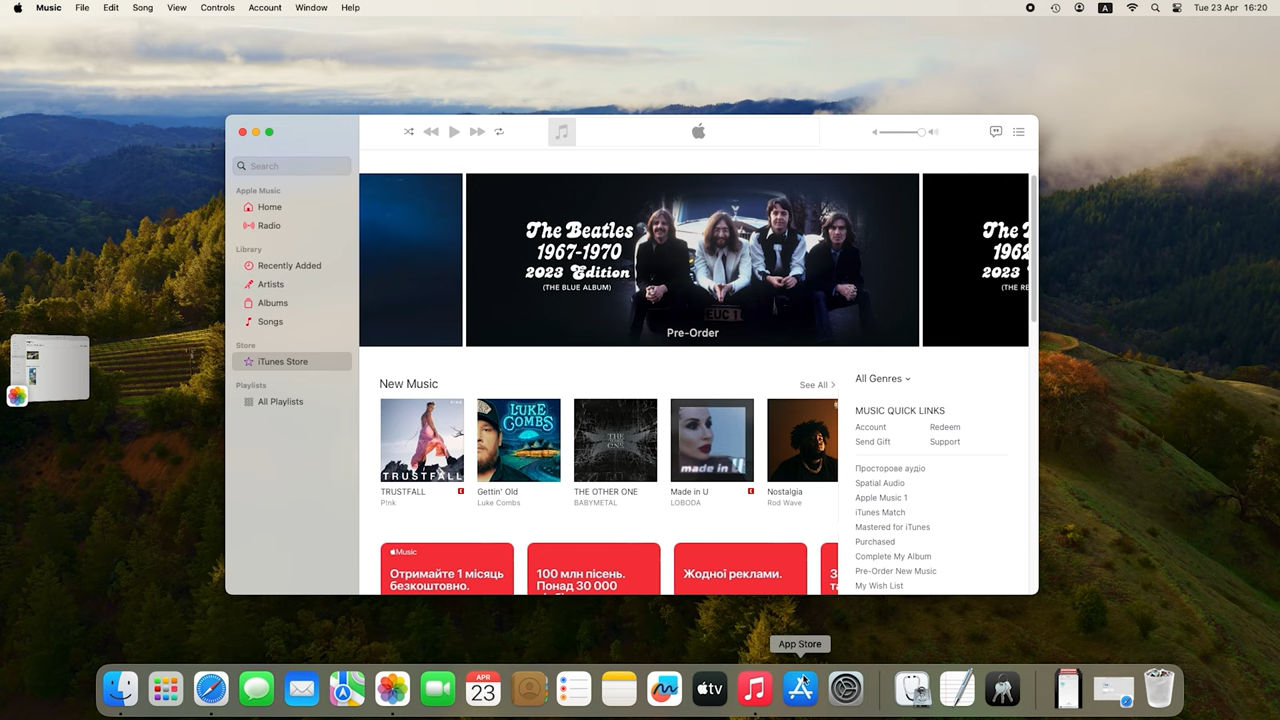 Music File Edit Song View Controls Account Window Help
A Tue 23 Apr 16:20
Search
Apple Music
Home
Radio
Library
Recently Added
Artists
Albums
Songs
Store
iTunes Store
Playlists
All Playlists
The Beatles
1967-1970
2023 Edition
(THE BLUE ALBUM)
Pre-Order
New Music
See All
TRUSTFALL
TRUSTFALL E
P!nk
LUKE
COMBS
Gettin' Old
Luke Combs
THE OTHER ONE
BABYMETAL
made in U
Made in U E
LOBODA
Nostalgia
Rod Wave
Music
Отримайте 1 місяць
безкоштовно.
100 млн пісень.
Понад 30 000
Жодної реклами.
All Genres
MUSIC QUICK LINKS
Account Redeem
Send Gift Support
Просторове аудіо
Spatial Audio
Apple Music 1
iTunes Match
Mastered for iTunes
Purchased
Complete My Album
Pre-Order New Music
My Wish List
App Store
APR
23
tv